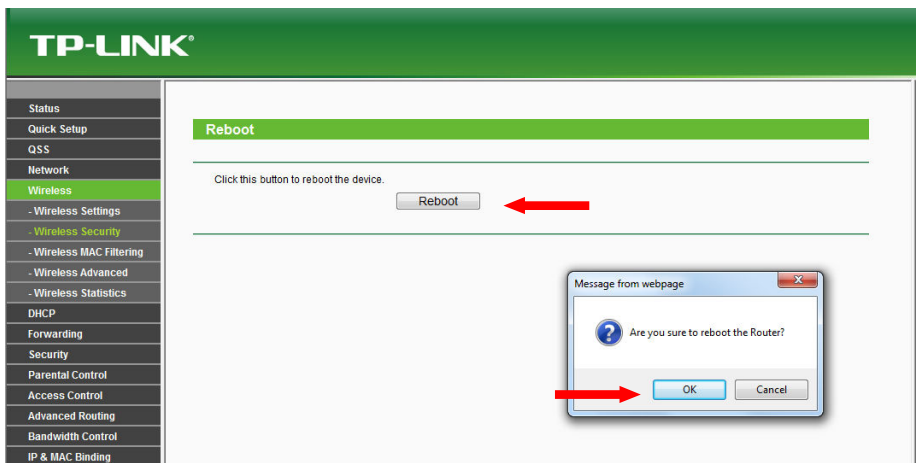 TP-LINK®
Status
Quick Setup
QSS
Network
Wireless
- Wireless Settings
- Wireless Security
- Wireless MAC Filtering
- Wireless Advanced
- Wireless Statistics
DHCP
Forwarding
Security
Parental Control
Access Control
Advanced Routing
Bandwidth Control
IP & MAC Binding
Reboot
Click this button to reboot the device.
Reboot
Message from webpage
Are you sure to reboot the Router?
OK Cancel